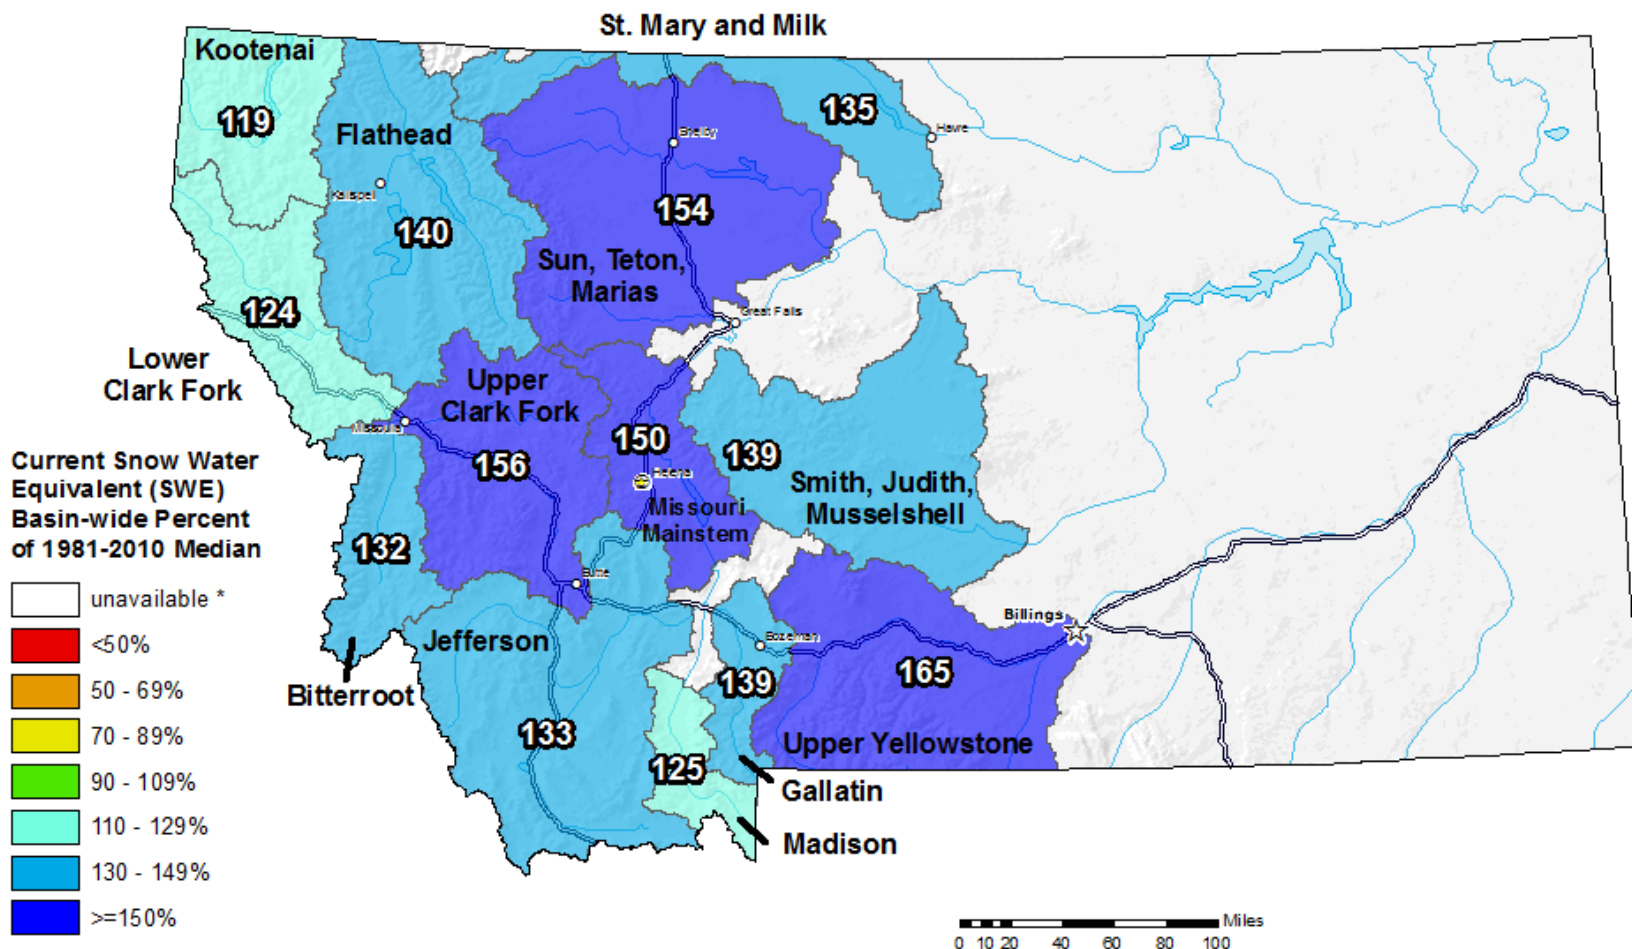 St. Mary and Milk
Kootenai
119
135
Shelby
Havre
Flathead
Kalispell
154
140
Sun, Teton,
Marias
124
Great Falls
Lower
Clark Fork
Upper
Clark Fork
Missoula
150
139
156
Helena
Smith, Judith,
Musselshell
Missouri
Mainstem
Current Snow Water
Equivalent (SWE)
Basin-wide Percent
of 1981-2010 Median
132
Butte
unavailable *
<50%
50 - 69%
70 - 89%
90 - 109%
110 - 129%
130 - 149%
>=150%
Billings
Jefferson
Bozeman
165
139
Bitterroot
133
Upper Yellowstone
125
Gallatin
Madison
Miles
0 10 20 40 60 80 100